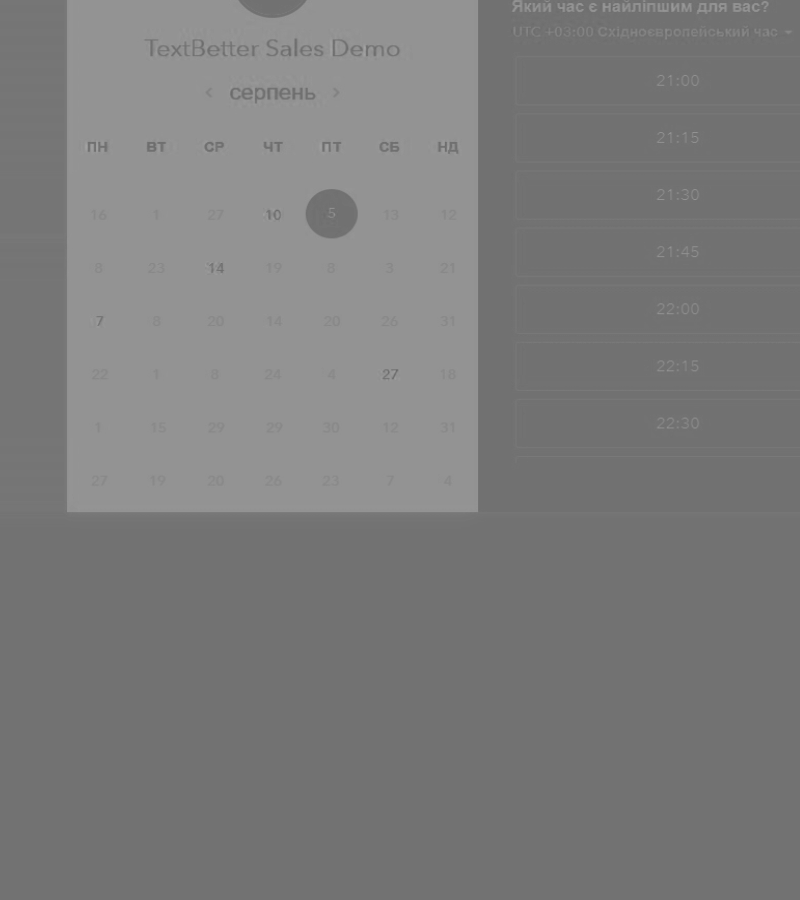 TextBetter Sales Demo
серпень
ПН ВТ СР ЧТ ПТ СБ НД
16 1 27 10 5 13 12
8 23 14 19 8 3 21
7 8 20 14 20 26 31
22 1 8 24 4 27 18
1 15 29 29 30 12 31
27 19 20 26 23 7 4
Який час є найліпшим для вас?
UTC +03:00 Східноєвропейський час
21:00
21:15
21:30
21:45
22:00
22:15
22:30